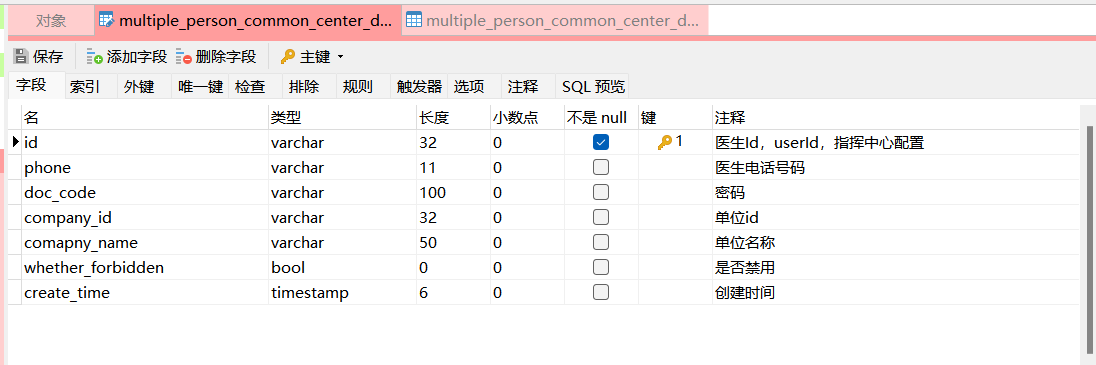 对象 multiple_person_common_center_d... multiple_person_common_center_d...
保存 添加字段 删除字段 主键
字段 索引 外键 唯一键 检查 排除 规则 触发器 选项 注释 SQL 预览
名 类型 长度 小数点 不是 null 键 注释
id varchar 32 0 1 医生Id，userId，指挥中心配置
phone varchar 11 0 医生电话号码
doc_code varchar 100 0 密码
company_id varchar 32 0 单位id
comapny_name varchar 50 0 单位名称
whether_forbidden bool 0 0 是否禁用
create_time timestamp 6 0 创建时间